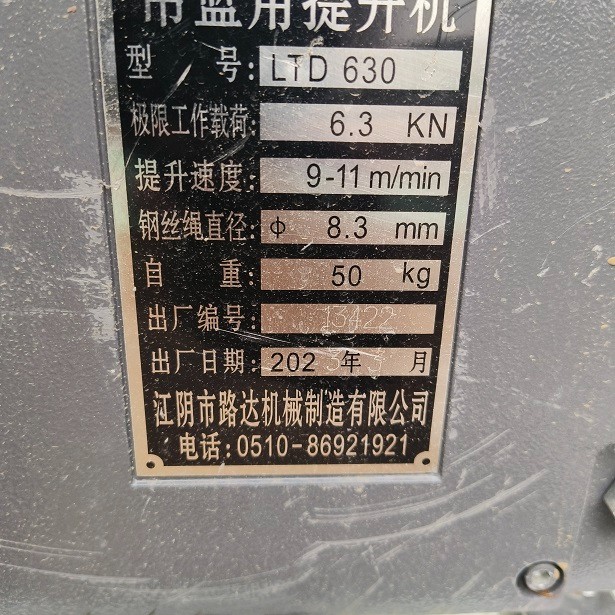 吊篮用提升机
型 号: LTD 630
极限工作载荷: 6.3 KN
提升速度: 9-11 m/min
钢丝绳直径: ф 8.3 mm
自 重: 50 kg
出厂编号: 13422
出厂日期: 202 年 月
江阴市路达机械制造有限公司
电话: 0510-86921921